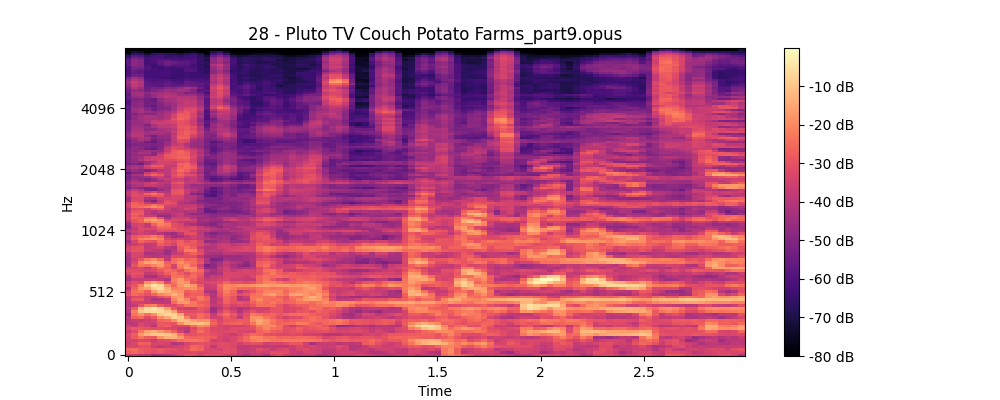 28 - Pluto TV Couch Potato Farms_part9.opus
Hz
4096
2048
1024
512
0
0
0.5
1
1.5
2
2.5
Time
-10 dB
-20 dB
-30 dB
-40 dB
-50 dB
-60 dB
-70 dB
-80 dB